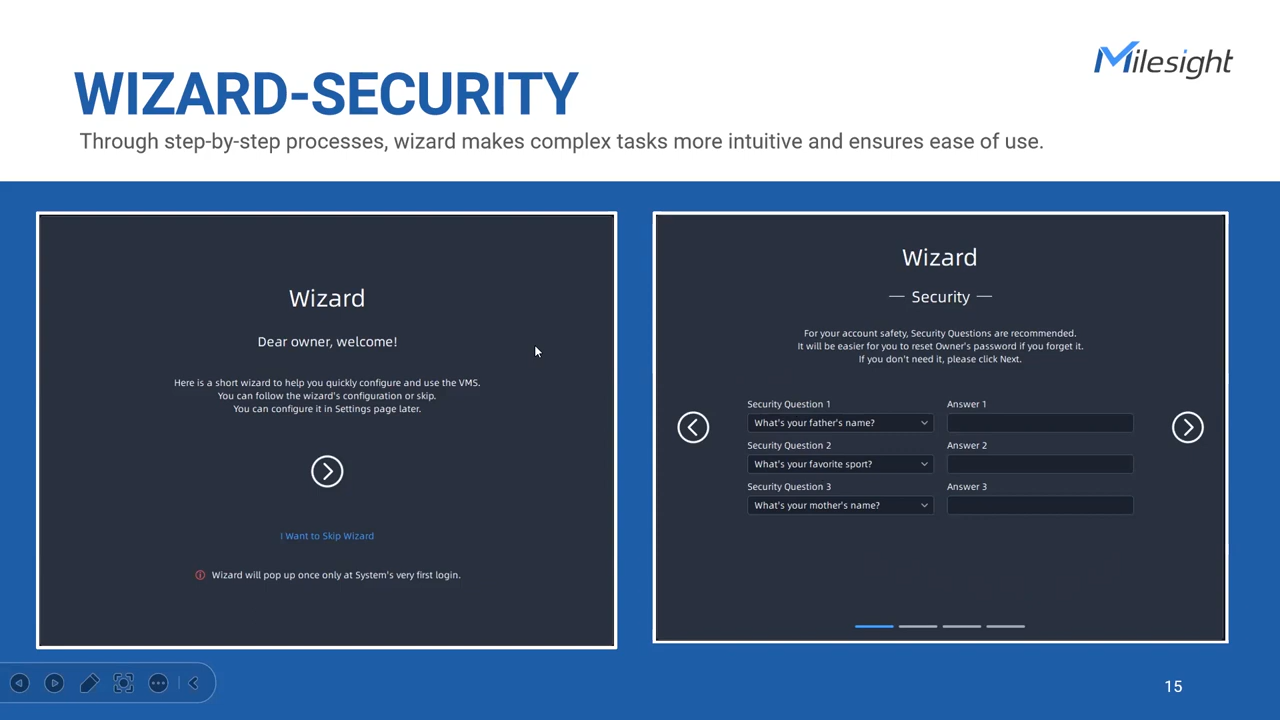 Milesight
WIZARD-SECURITY
Through step-by-step processes, wizard makes complex tasks more intuitive and ensures ease of use.
Wizard
Dear owner, welcome!
Here is a short wizard to help you quickly configure and use the VMS.
You can follow the wizard's configuration or skip.
You can configure it in Settings page later.
I Want to Skip Wizard
Wizard will pop up once only at System's very first login.
Wizard
Security
For your account safety, Security Questions are recommended.
It will be easier for you to reset Owner's password if you forget it.
If you don't need it, please click Next.
Security Question 1
Answer 1
What's your father's name?
Security Question 2
Answer 2
What's your favorite sport?
Security Question 3
Answer 3
What's your mother's name?
15